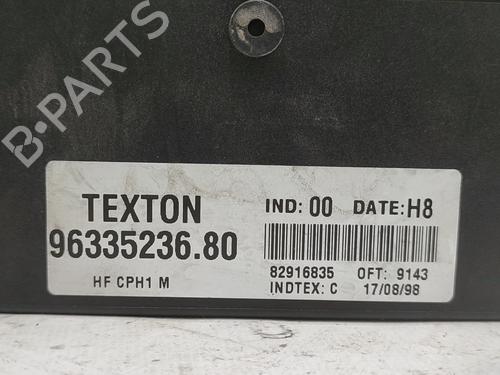 B-PARTS
TEXTON
IND: 00 DATE: H8
96335236.80
82916835 OFT: 9143
HF CPH1 M
INDTEX: C 17/08/98